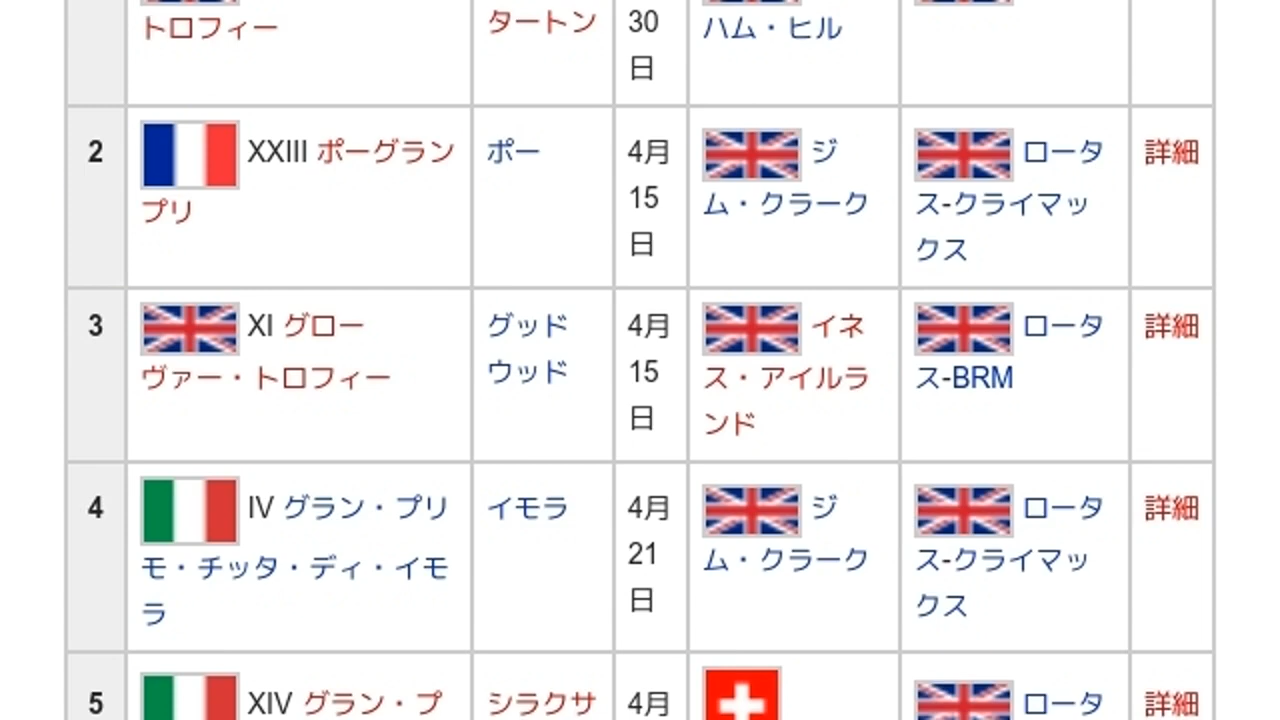 トロフィー
タートン
30
日
ハム・ヒル
2
XXIII ポーグラン
プリ
ポー
4月
15
日
ジ
ム・クラーク
ロータ
ス-クライマッ
クス
詳細
3
XI グロー
ヴァー・トロフィー
グッド
ウッド
4月
15
日
イネ
ス・アイルラ
ンド
ロータ
ス-BRM
詳細
4
IV グラン・プリ
モ・チッタ・ディ・イモ
ラ
イモラ
4月
21
日
ジ
ム・クラーク
ロータ
ス-クライマッ
クス
詳細
5
XIV グラン・プ
シラクサ
4月
ロータ
詳細